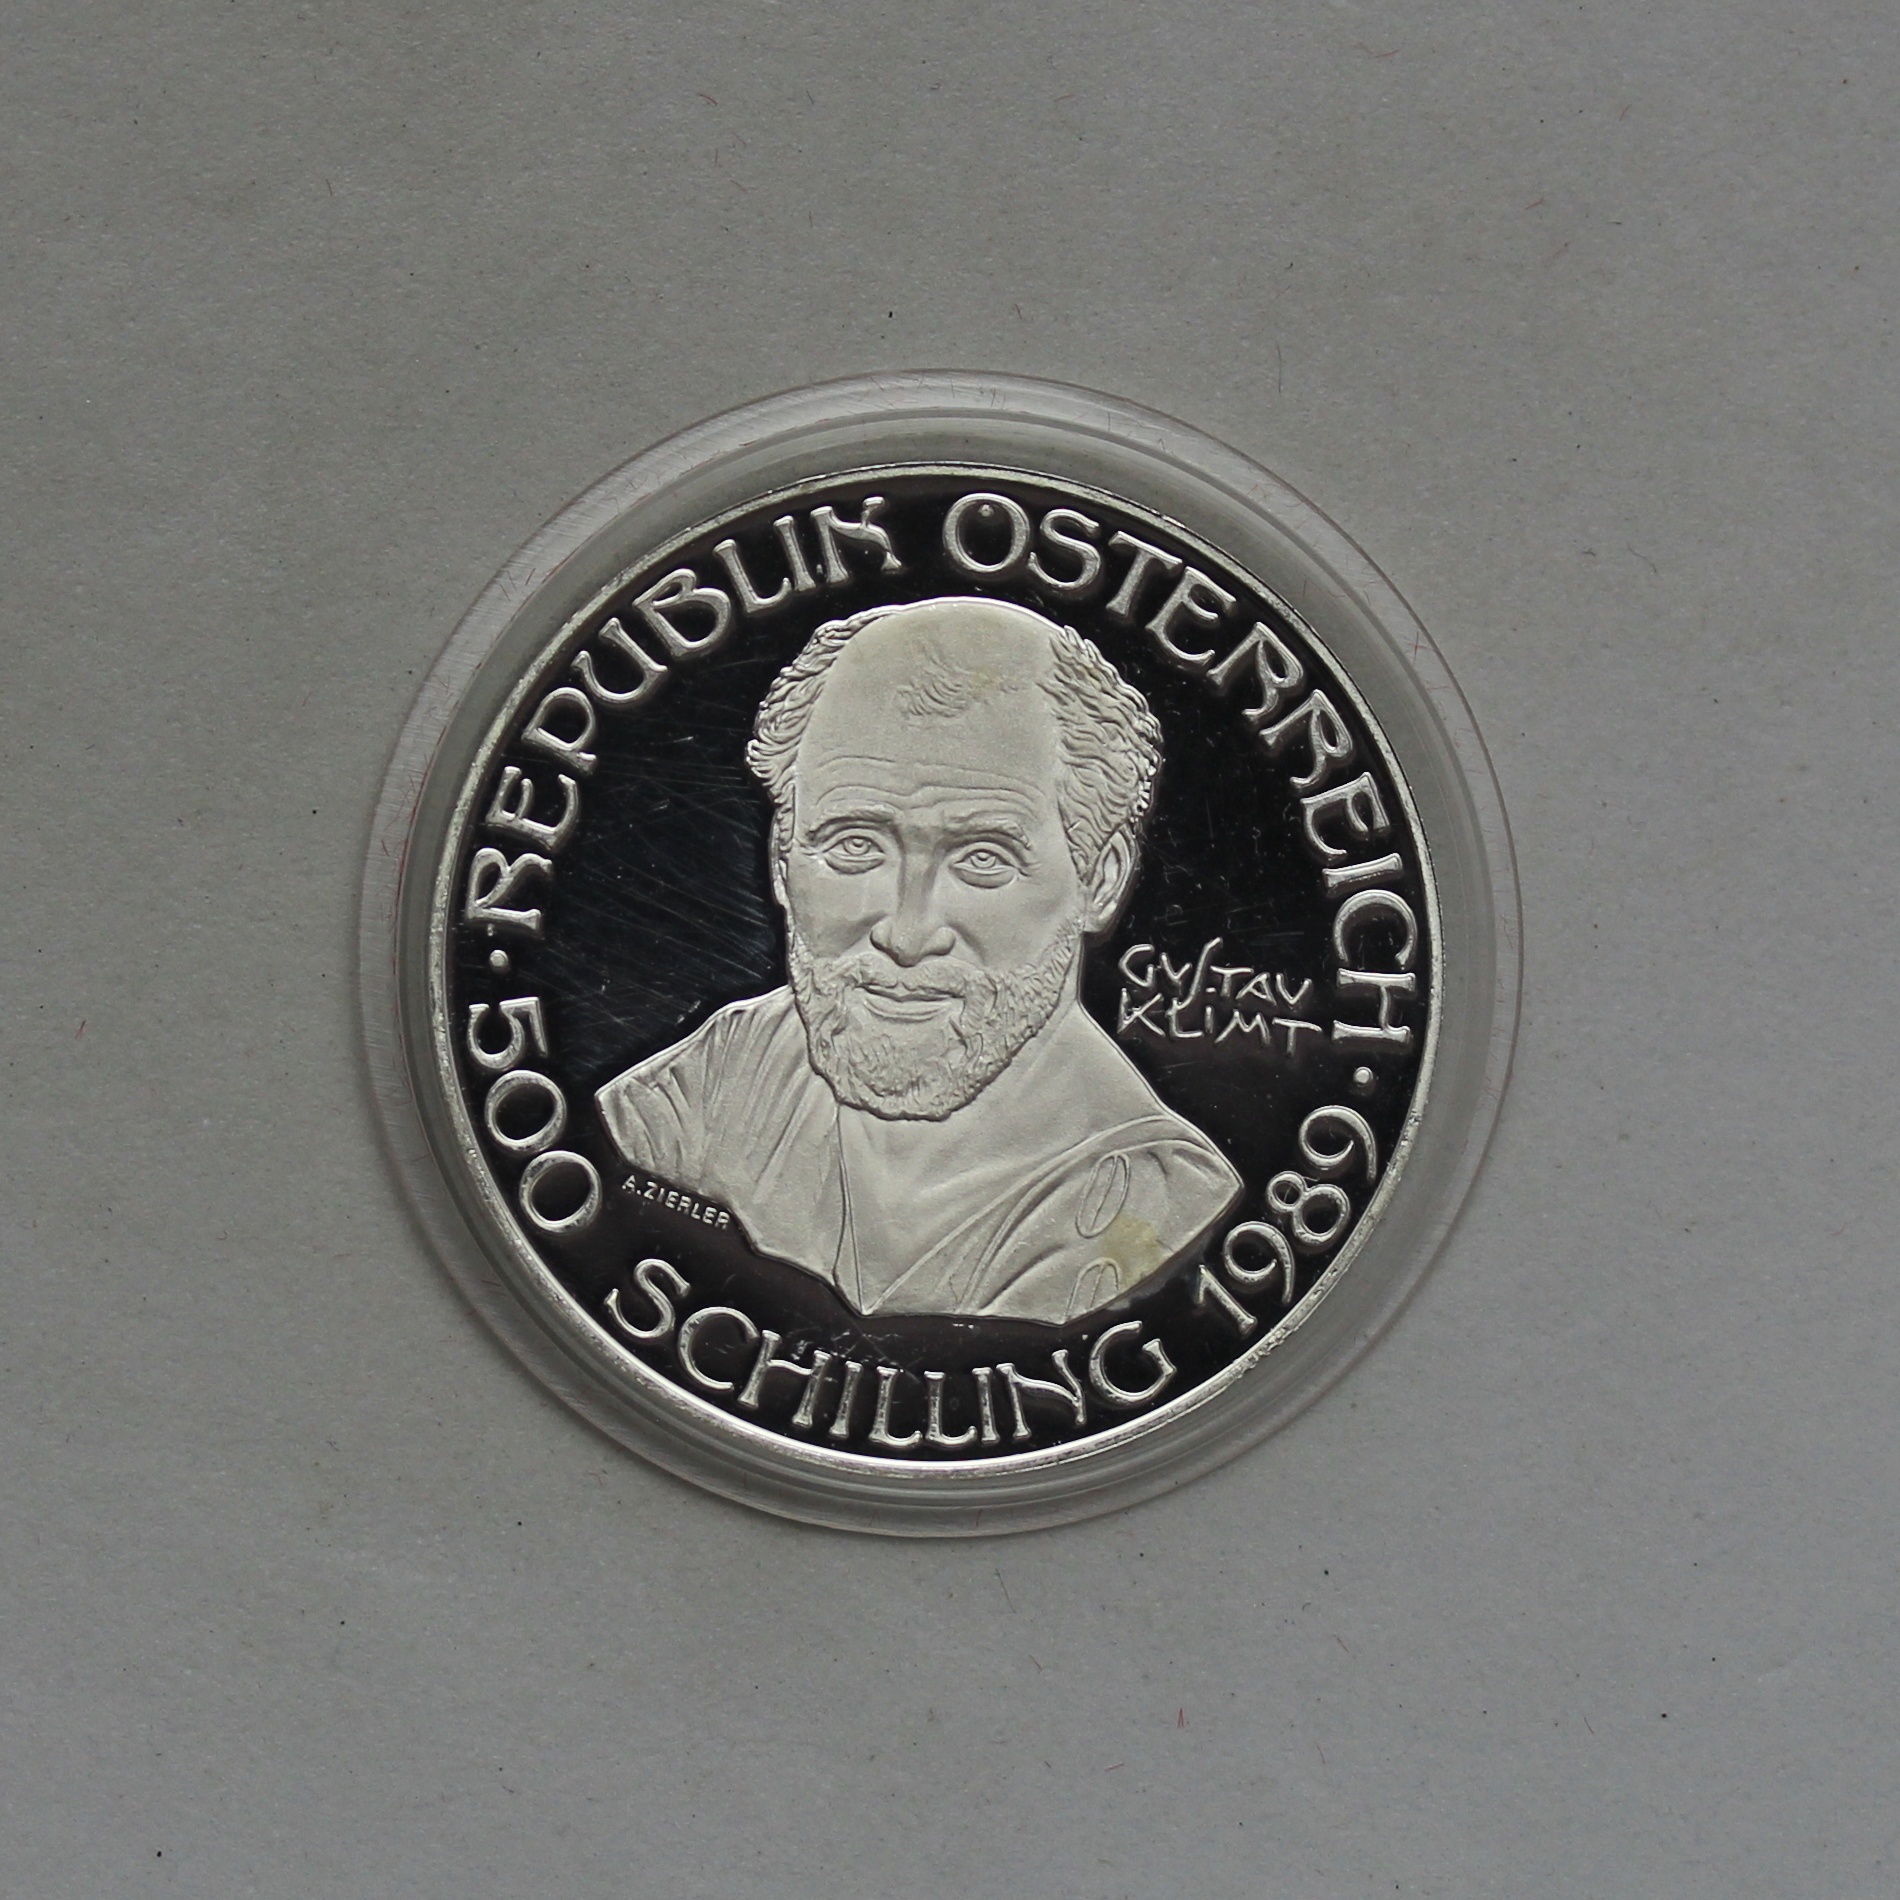 REPUBLIK ÖSTERREICH · 1989
500 SCHILLING ·
GUSTAV
KLIMT
A. ZIERLER